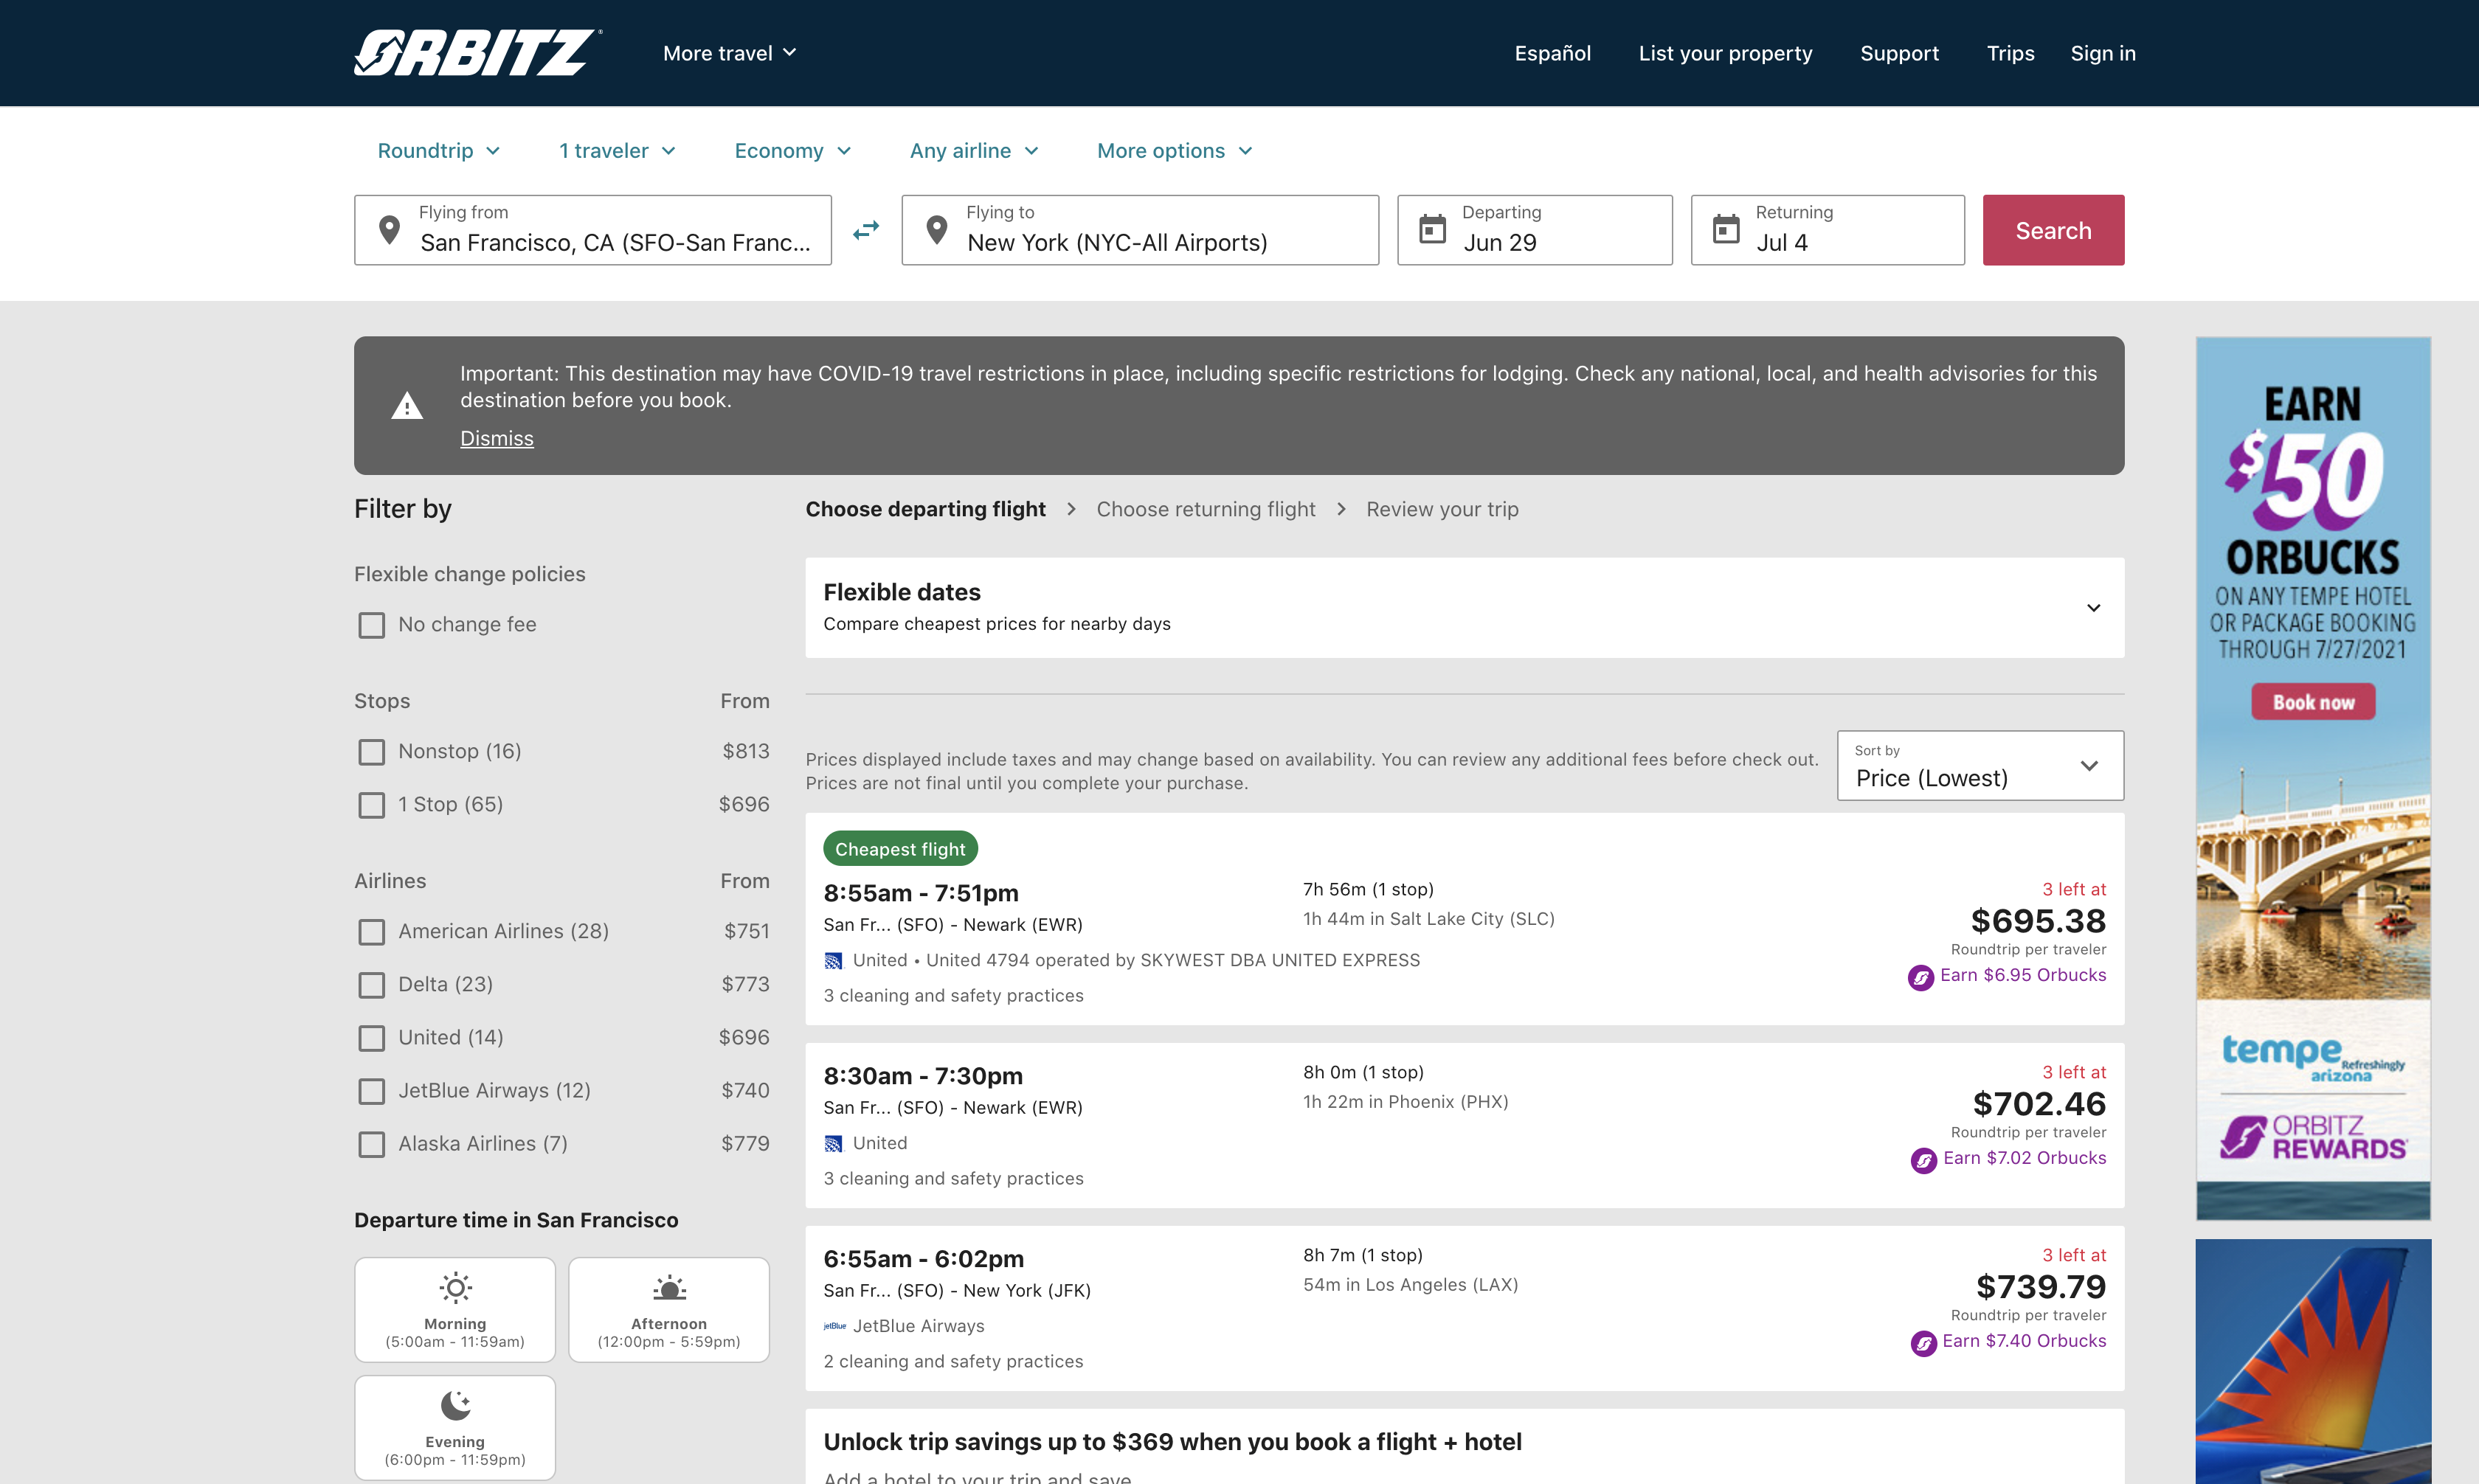 ORBITZ
More travel
Español
List your property
Support
Trips
Sign in
Roundtrip
1 traveler
Economy
Any airline
More options
Flying from
San Francisco, CA (SFO-San Franc...
Flying to
New York (NYC-All Airports)
Departing
Jun 29
Returning
Jul 4
Search
Important: This destination may have COVID-19 travel restrictions in place, including specific restrictions for lodging. Check any national, local, and health advisories for this
destination before you book.
Dismiss
Filter by
Flexible change policies
No change fee
Stops From
Nonstop (16) $813
1 Stop (65) $696
Airlines From
American Airlines (28) $751
Delta (23) $773
United (14) $696
JetBlue Airways (12) $740
Alaska Airlines (7) $779
Departure time in San Francisco
Morning
(5:00am - 11:59am)
Afternoon
(12:00pm - 5:59pm)
Evening
(6:00pm - 11:59pm)
Choose departing flight
Choose returning flight
Review your trip
Flexible dates
Compare cheapest prices for nearby days
Prices displayed include taxes and may change based on availability. You can review any additional fees before check out.
Prices are not final until you complete your purchase.
Sort by
Price (Lowest)
Cheapest flight
8:55am - 7:51pm
San Fr... (SFO) - Newark (EWR)
United • United 4794 operated by SKYWEST DBA UNITED EXPRESS
3 cleaning and safety practices
7h 56m (1 stop)
1h 44m in Salt Lake City (SLC)
3 left at
$695.38
Roundtrip per traveler
Earn $6.95 Orbucks
8:30am - 7:30pm
San Fr... (SFO) - Newark (EWR)
United
3 cleaning and safety practices
8h 0m (1 stop)
1h 22m in Phoenix (PHX)
3 left at
$702.46
Roundtrip per traveler
Earn $7.02 Orbucks
6:55am - 6:02pm
San Fr... (SFO) - New York (JFK)
jetBlue JetBlue Airways
2 cleaning and safety practices
8h 7m (1 stop)
54m in Los Angeles (LAX)
3 left at
$739.79
Roundtrip per traveler
Earn $7.40 Orbucks
Unlock trip savings up to $369 when you book a flight + hotel
Add a hotel to your trip and save
EARN
$50
ORBUCKS
ON ANY TEMPE HOTEL
OR PACKAGE BOOKING
THROUGH 7/27/2021
Book now
tempe
Refreshingly
arizona
ORBITZ
REWARDS